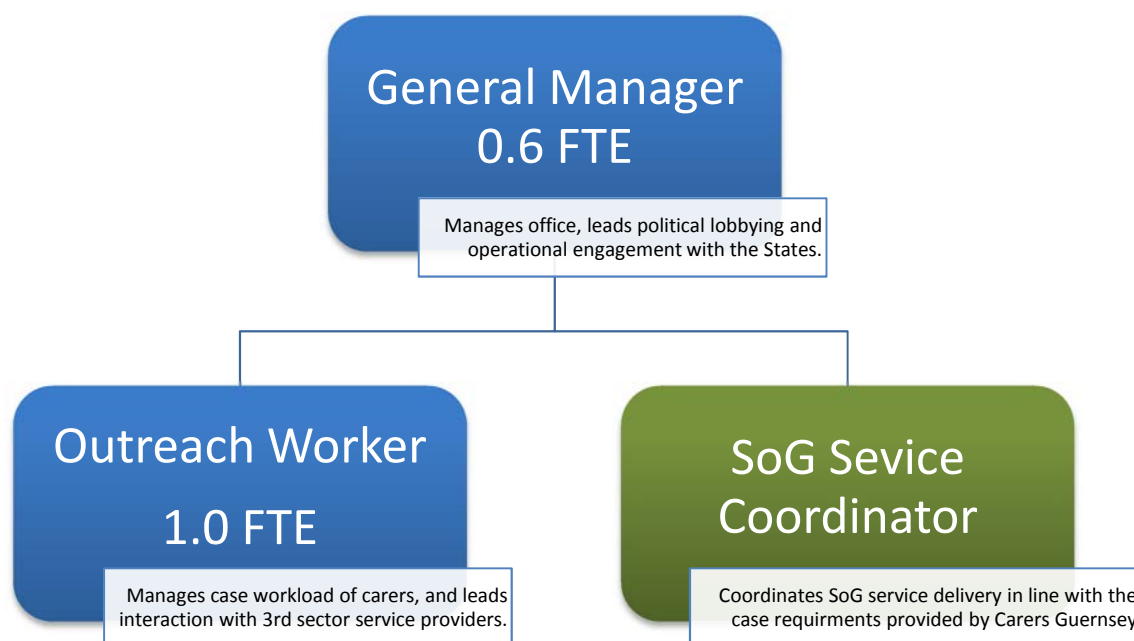 General Manager
0.6 FTE
Manages office, leads political lobbying and
operational engagement with the States.
Outreach Worker
1.0 FTE
Manages case workload of carers, and leads
interaction with 3rd sector service providers.
SoG Sevice
Coordinator
Coordinates SoG service delivery in line with the
case requirments provided by Carers Guernsey